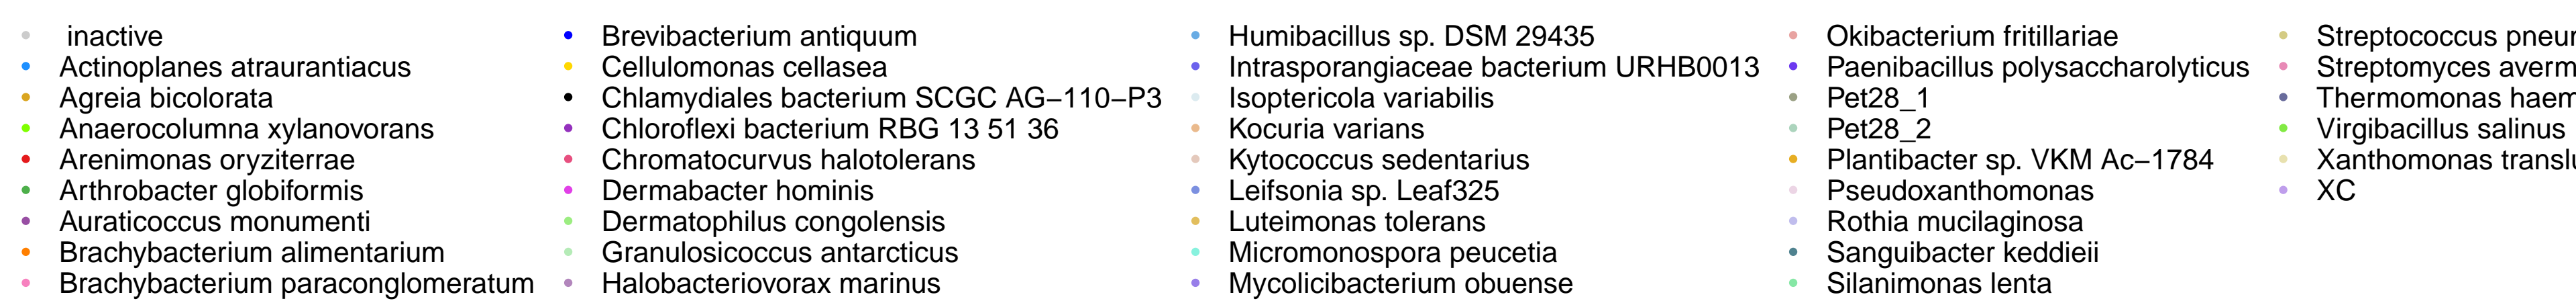 inactive
Actinoplanes atraurantiacus
Agreia bicolorata
Anaerocolumna xylanovorans
Arenimonas oryziterrae
Arthrobacter globiformis
Auraticoccus monumenti
Brachybacterium alimentarium
Brachybacterium paraconglomeratum
Brevibacterium antiquum
Cellulomonas cellasea
Chlamydiales bacterium SCGC AG−110−P3
Chloroflexi bacterium RBG 13 51 36
Chromatocurvus halotolerans
Dermabacter hominis
Dermatophilus congolensis
Granulosicoccus antarcticus
Halobacteriovorax marinus
Humibacillus sp. DSM 29435
Intrasporangiaceae bacterium URHB0013
Isoptericola variabilis
Kocuria varians
Kytococcus sedentarius
Leifsonia sp. Leaf325
Luteimonas tolerans
Micromonospora peucetia
Mycolicibacterium obuense
Okibacterium fritillariae
Paenibacillus polysaccharolyticus
Pet28_1
Pet28_2
Plantibacter sp. VKM Ac−1784
Pseudoxanthomonas
Rothia mucilaginosa
Sanguibacter keddieii
Silanimonas lenta
Streptococcus
Streptomyces
Thermomonas
Virgibacillus salinus
Xanthomonas
XC